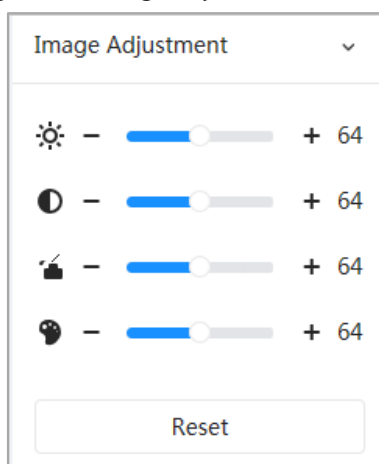 Image Adjustment
− + 64
− + 64
− + 64
− + 64
Reset